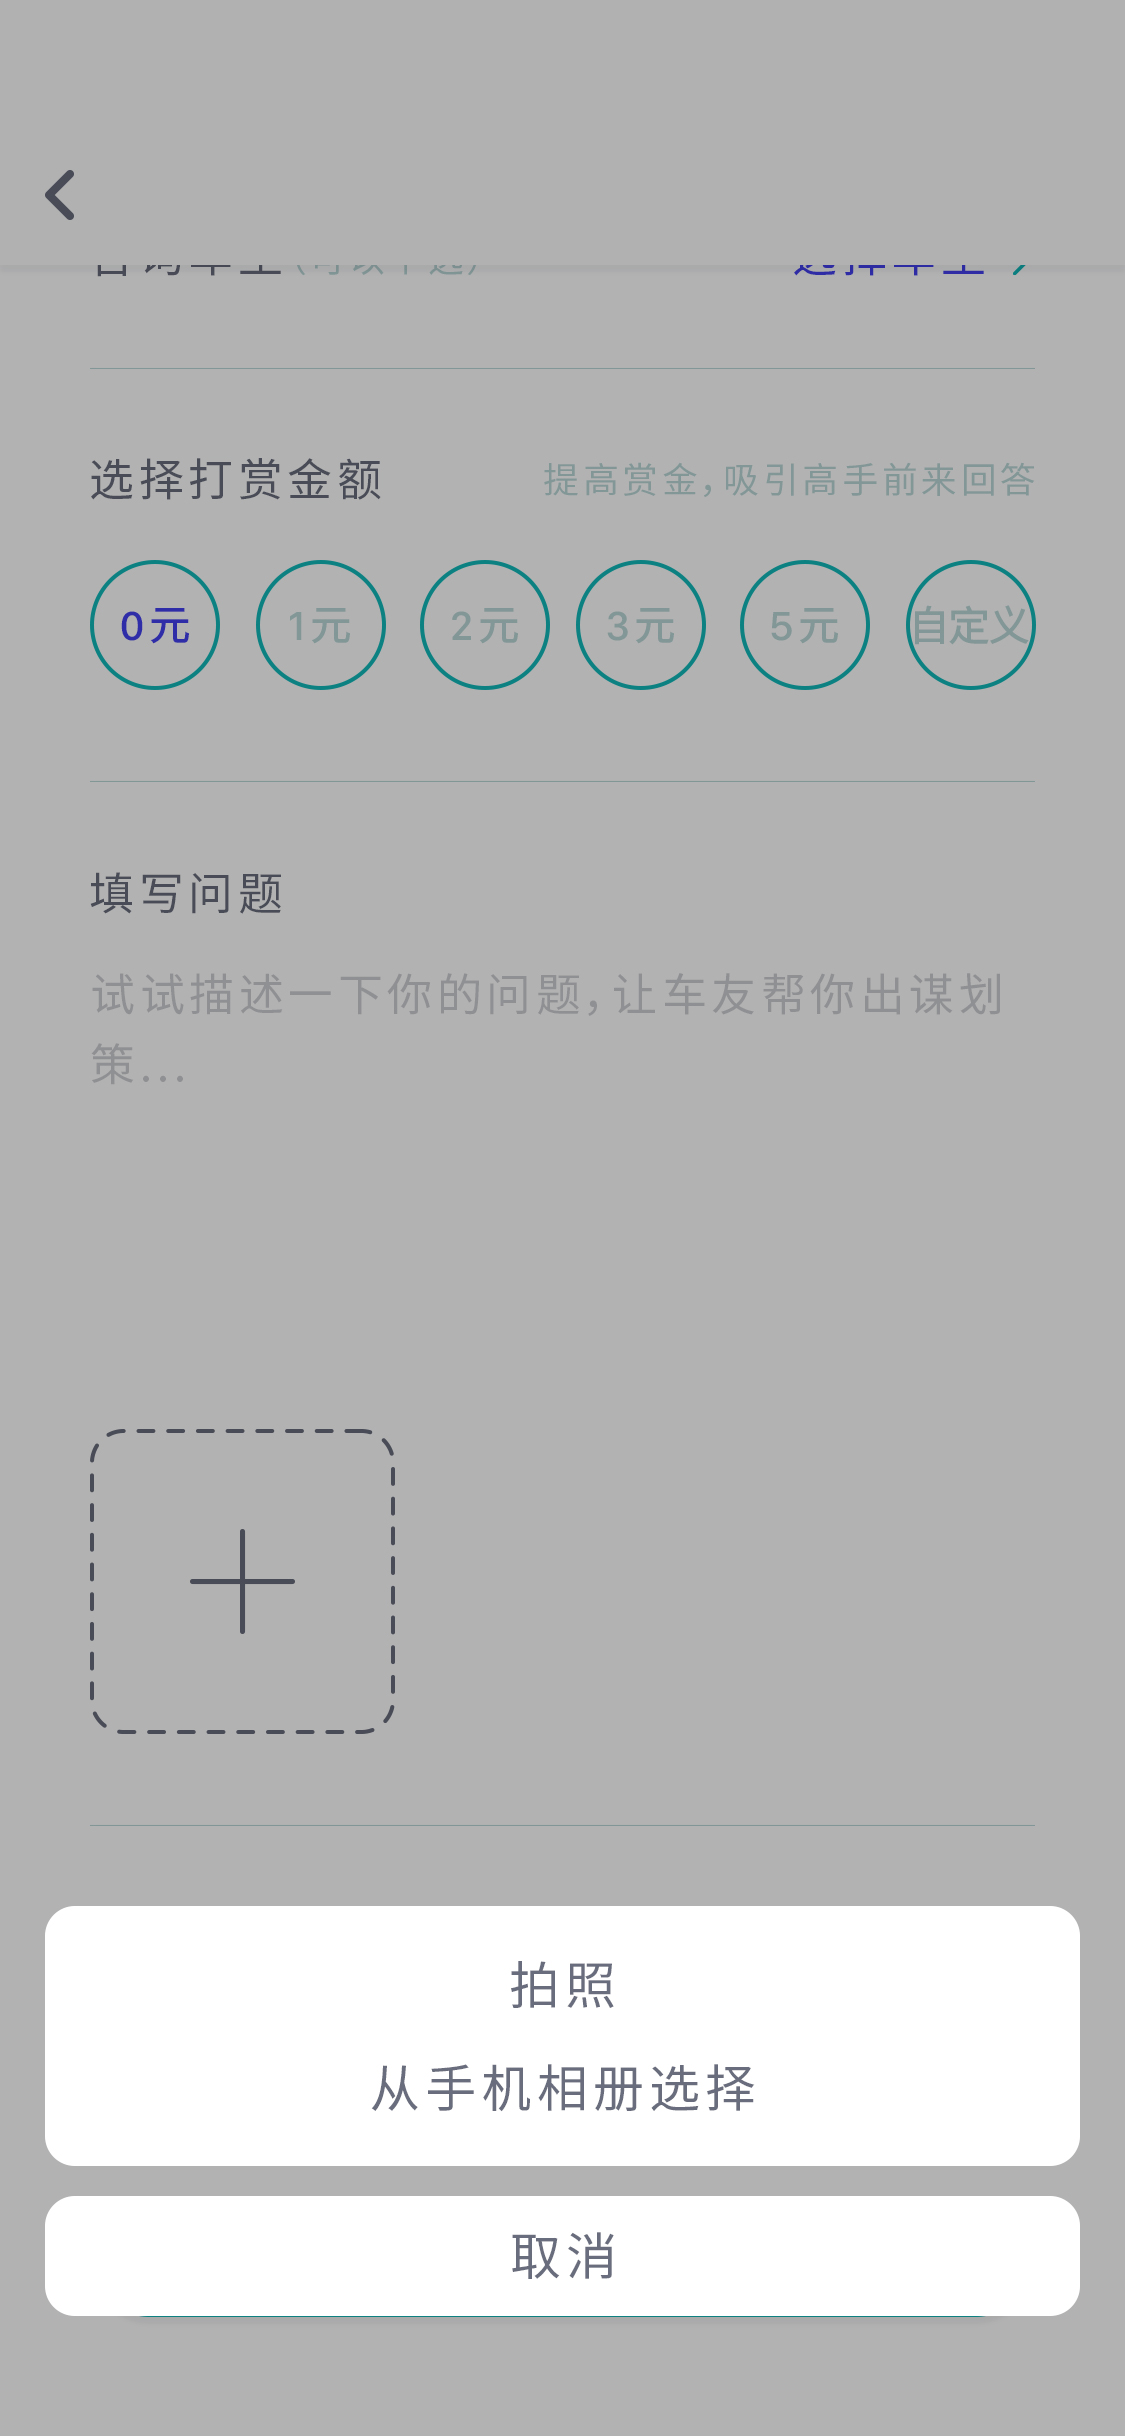 选择打赏金额
提高赏金，吸引高手前来回答
0元 1元 2元 3元 5元 自定义
填写问题
试试描述一下你的问题，让车友帮你出谋划
策...
拍照
从手机相册选择
取消